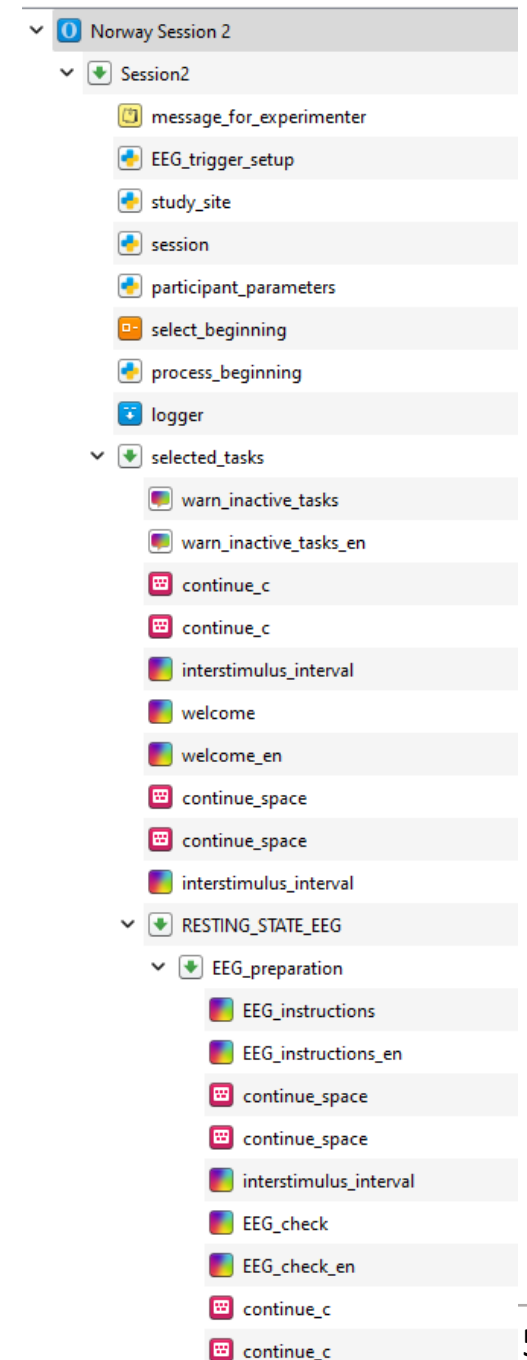 Norway Session 2
Session2
message_for_experimenter
EEG_trigger_setup
study_site
session
participant_parameters
select_beginning
process_beginning
logger
selected_tasks
warn_inactive_tasks
warn_inactive_tasks_en
continue_c
continue_c
interstimulus_interval
welcome
welcome_en
continue_space
continue_space
interstimulus_interval
RESTING_STATE_EEG
EEG_preparation
EEG_instructions
EEG_instructions_en
continue_space
continue_space
interstimulus_interval
EEG_check
EEG_check_en
continue_c
continue_c